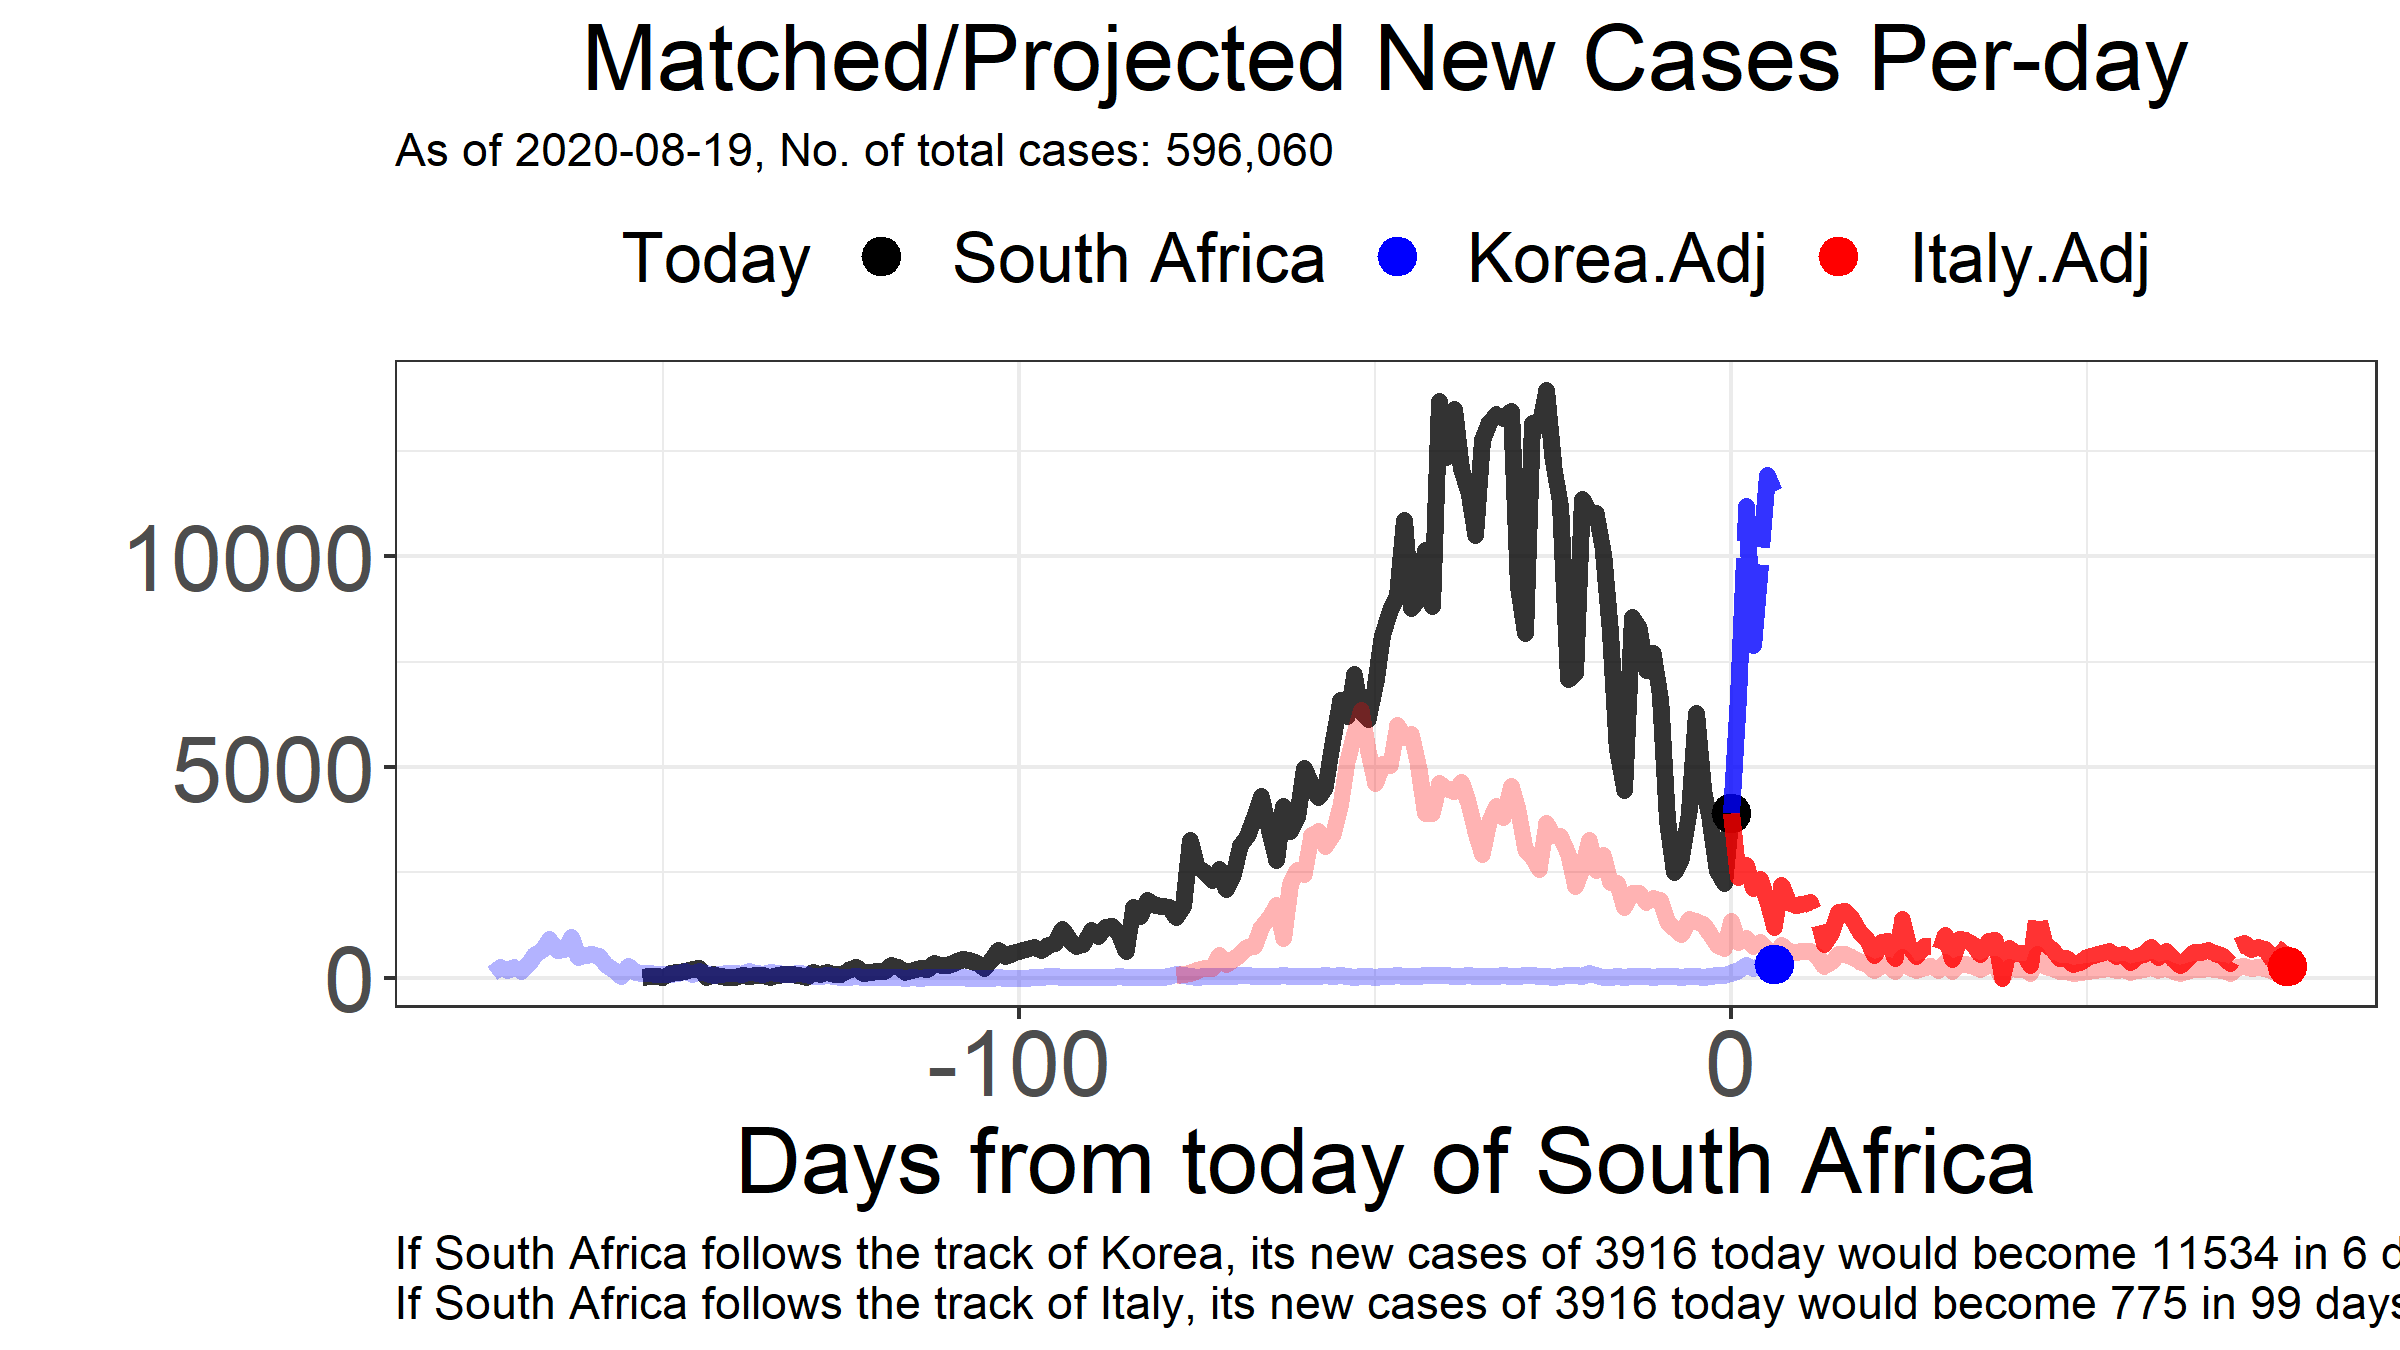 Matched/Projected New Cases Per-day
As of 2020-08-19, No. of total cases: 596,060
Today South Africa Korea.Adj Italy.Adj
10000
5000
0
-100 0
Days from today of South Africa
If South Africa follows the track of Korea, its new cases of 3916 today would become 11534 in 6 d
If South Africa follows the track of Italy, its new cases of 3916 today would become 775 in 99 days